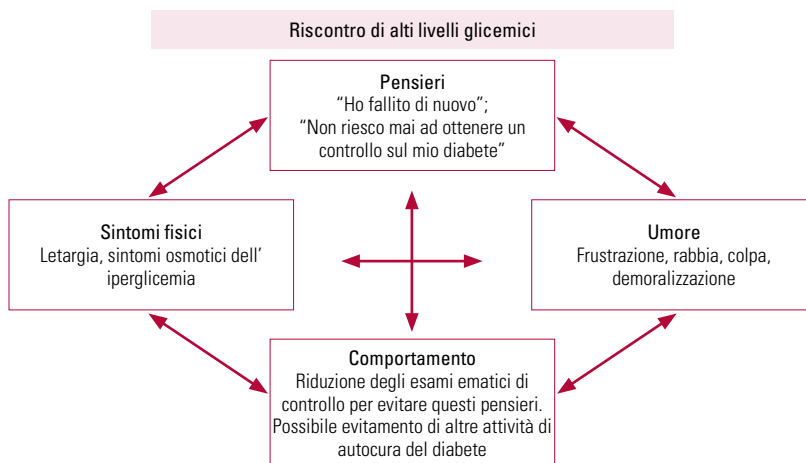 Riscontro di alti livelli glicemici
Pensieri
“Ho fallito di nuovo”;
“Non riesco mai ad ottenere un
controllo sul mio diabete”
Sintomi fisici
Letargia, sintomi osmotici dell’
iperglicemia
Umore
Frustrazione, rabbia, colpa,
demoralizzazione
Comportamento
Riduzione degli esami ematici di
controllo per evitare questi pensieri.
Possibile evitamento di altre attività di
autocura del diabete